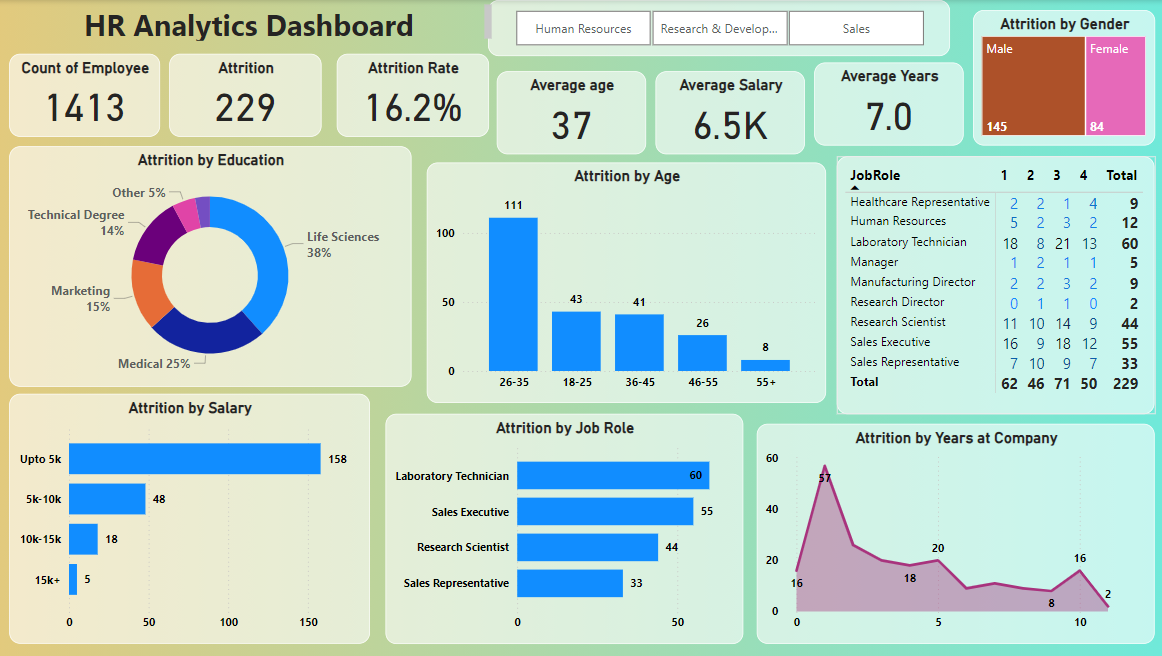 HR Analytics Dashboard
Human Resources
Research & Develop...
Sales
Count of Employee
1413
Attrition
229
Attrition Rate
16.2%
Average age
37
Average Salary
6.5K
Average Years
7.0
Attrition by Gender
Male
145
Female
84
Attrition by Education
Other 5%
Technical Degree
14%
Life Sciences
38%
Marketing
15%
Medical 25%
Attrition by Age
100
50
0
111
43
41
26
8
26-35 18-25 36-45 46-55 55+
JobRole 1 2 3 4 Total
Healthcare Representative 2 2 1 4 9
Human Resources 5 2 3 2 12
Laboratory Technician 18 8 21 13 60
Manager 1 2 1 1 5
Manufacturing Director 2 2 3 2 9
Research Director 0 1 1 0 2
Research Scientist 11 10 14 9 44
Sales Executive 16 9 18 12 55
Sales Representative 7 10 9 7 33
Total 62 46 71 50 229
Attrition by Salary
Upto 5k 158
5k-10k 48
10k-15k 18
15k+ 5
0 50 100 150
Attrition by Job Role
Laboratory Technician 60
Sales Executive 55
Research Scientist 44
Sales Representative 33
0 50
Attrition by Years at Company
60
40
20
0
16
57
18
20
8
16
2
0 5 10